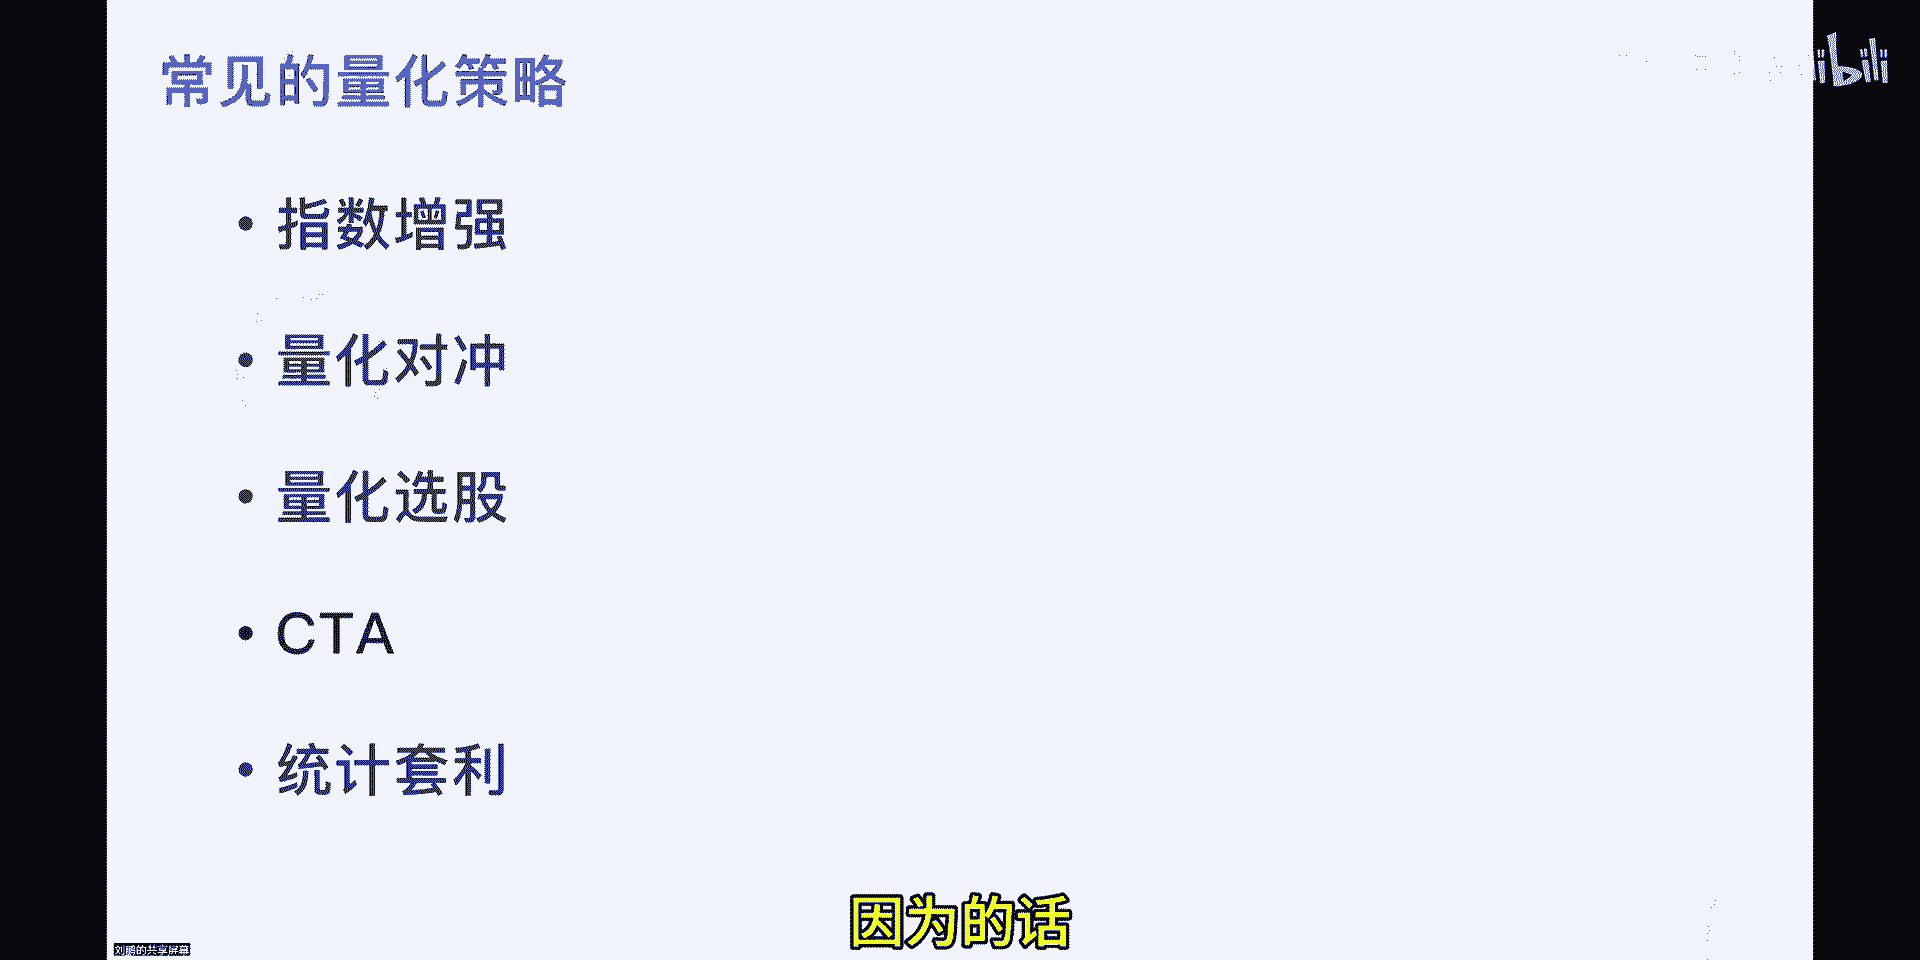 常见的量化策略
ibili
• 指数增强
• 量化对冲
• 量化选股
• CTA
• 统计套利
因为的话
刘鹏的共享屏幕